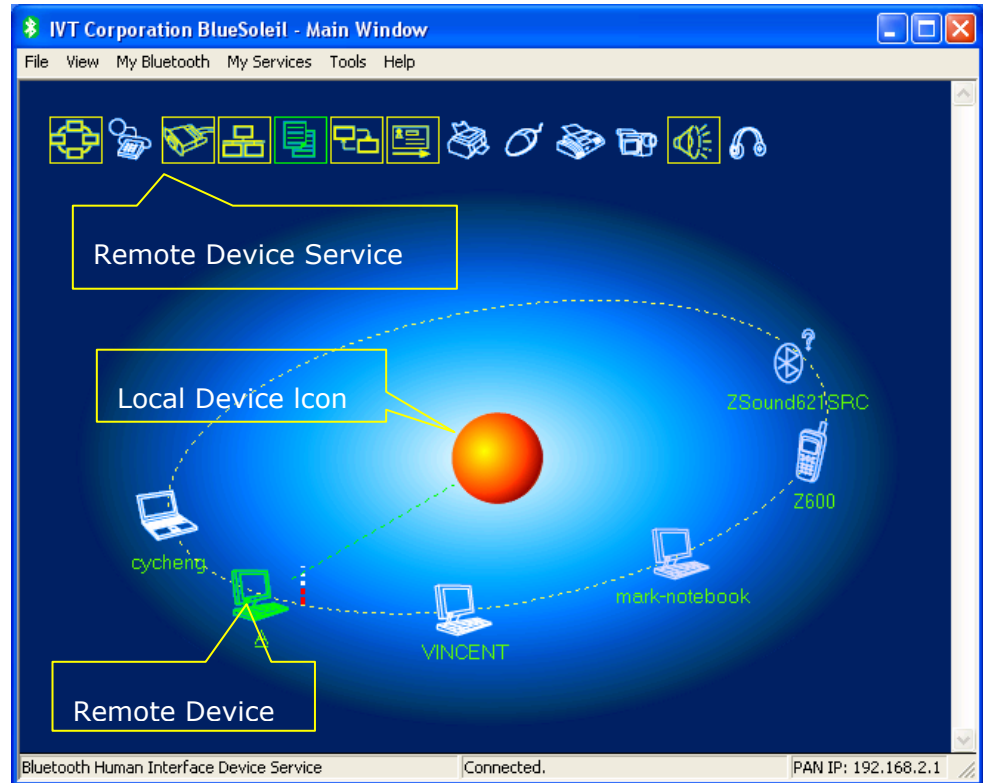 IVT Corporation BlueSoleil - Main Window
File View My Bluetooth My Services Tools Help
Remote Device Service
Local Device Icon
ZSound621SRC
Z600
cycheng
mark-notebook
VINCENT
Remote Device
Bluetooth Human Interface Device Service Connected. PAN IP: 192.168.2.1